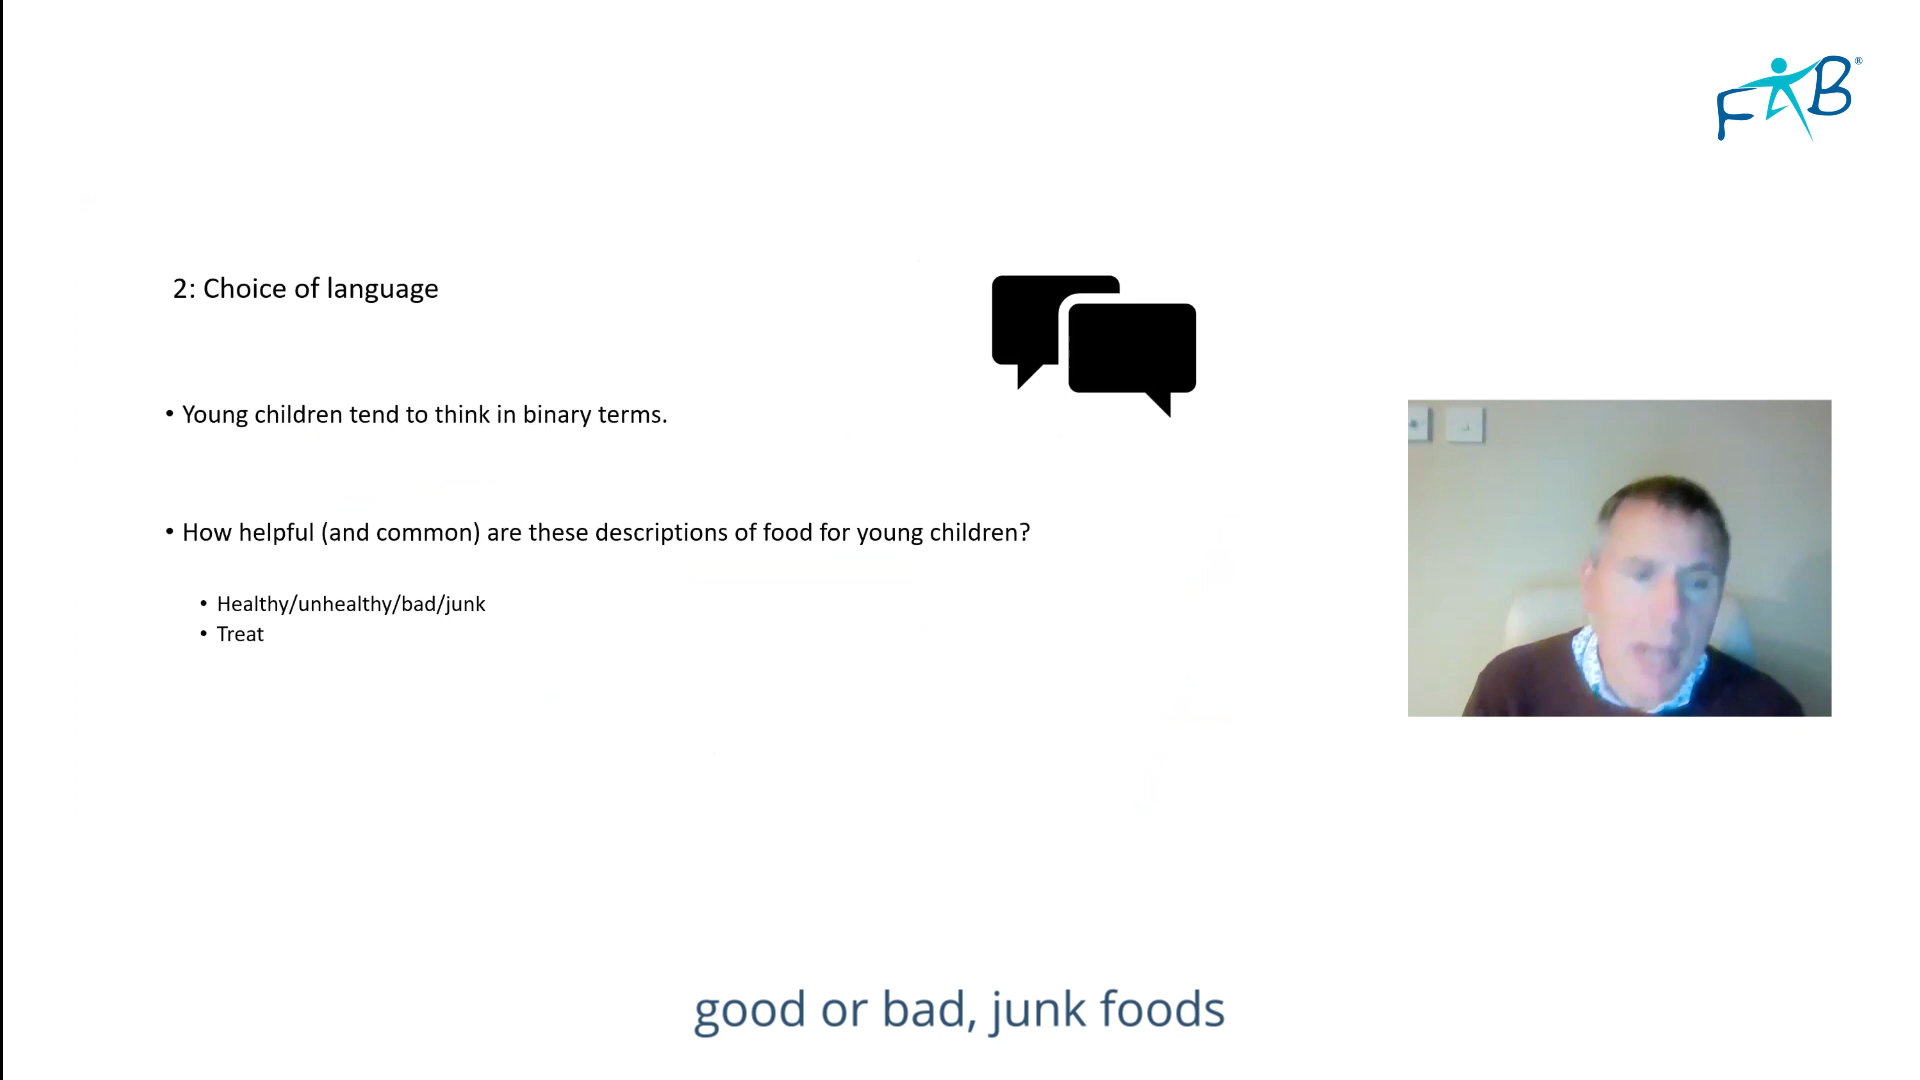 FAB®
2: Choice of language
• Young children tend to think in binary terms.
• How helpful (and common) are these descriptions of food for young children?
• Healthy/unhealthy/bad/junk
• Treat
good or bad, junk foods